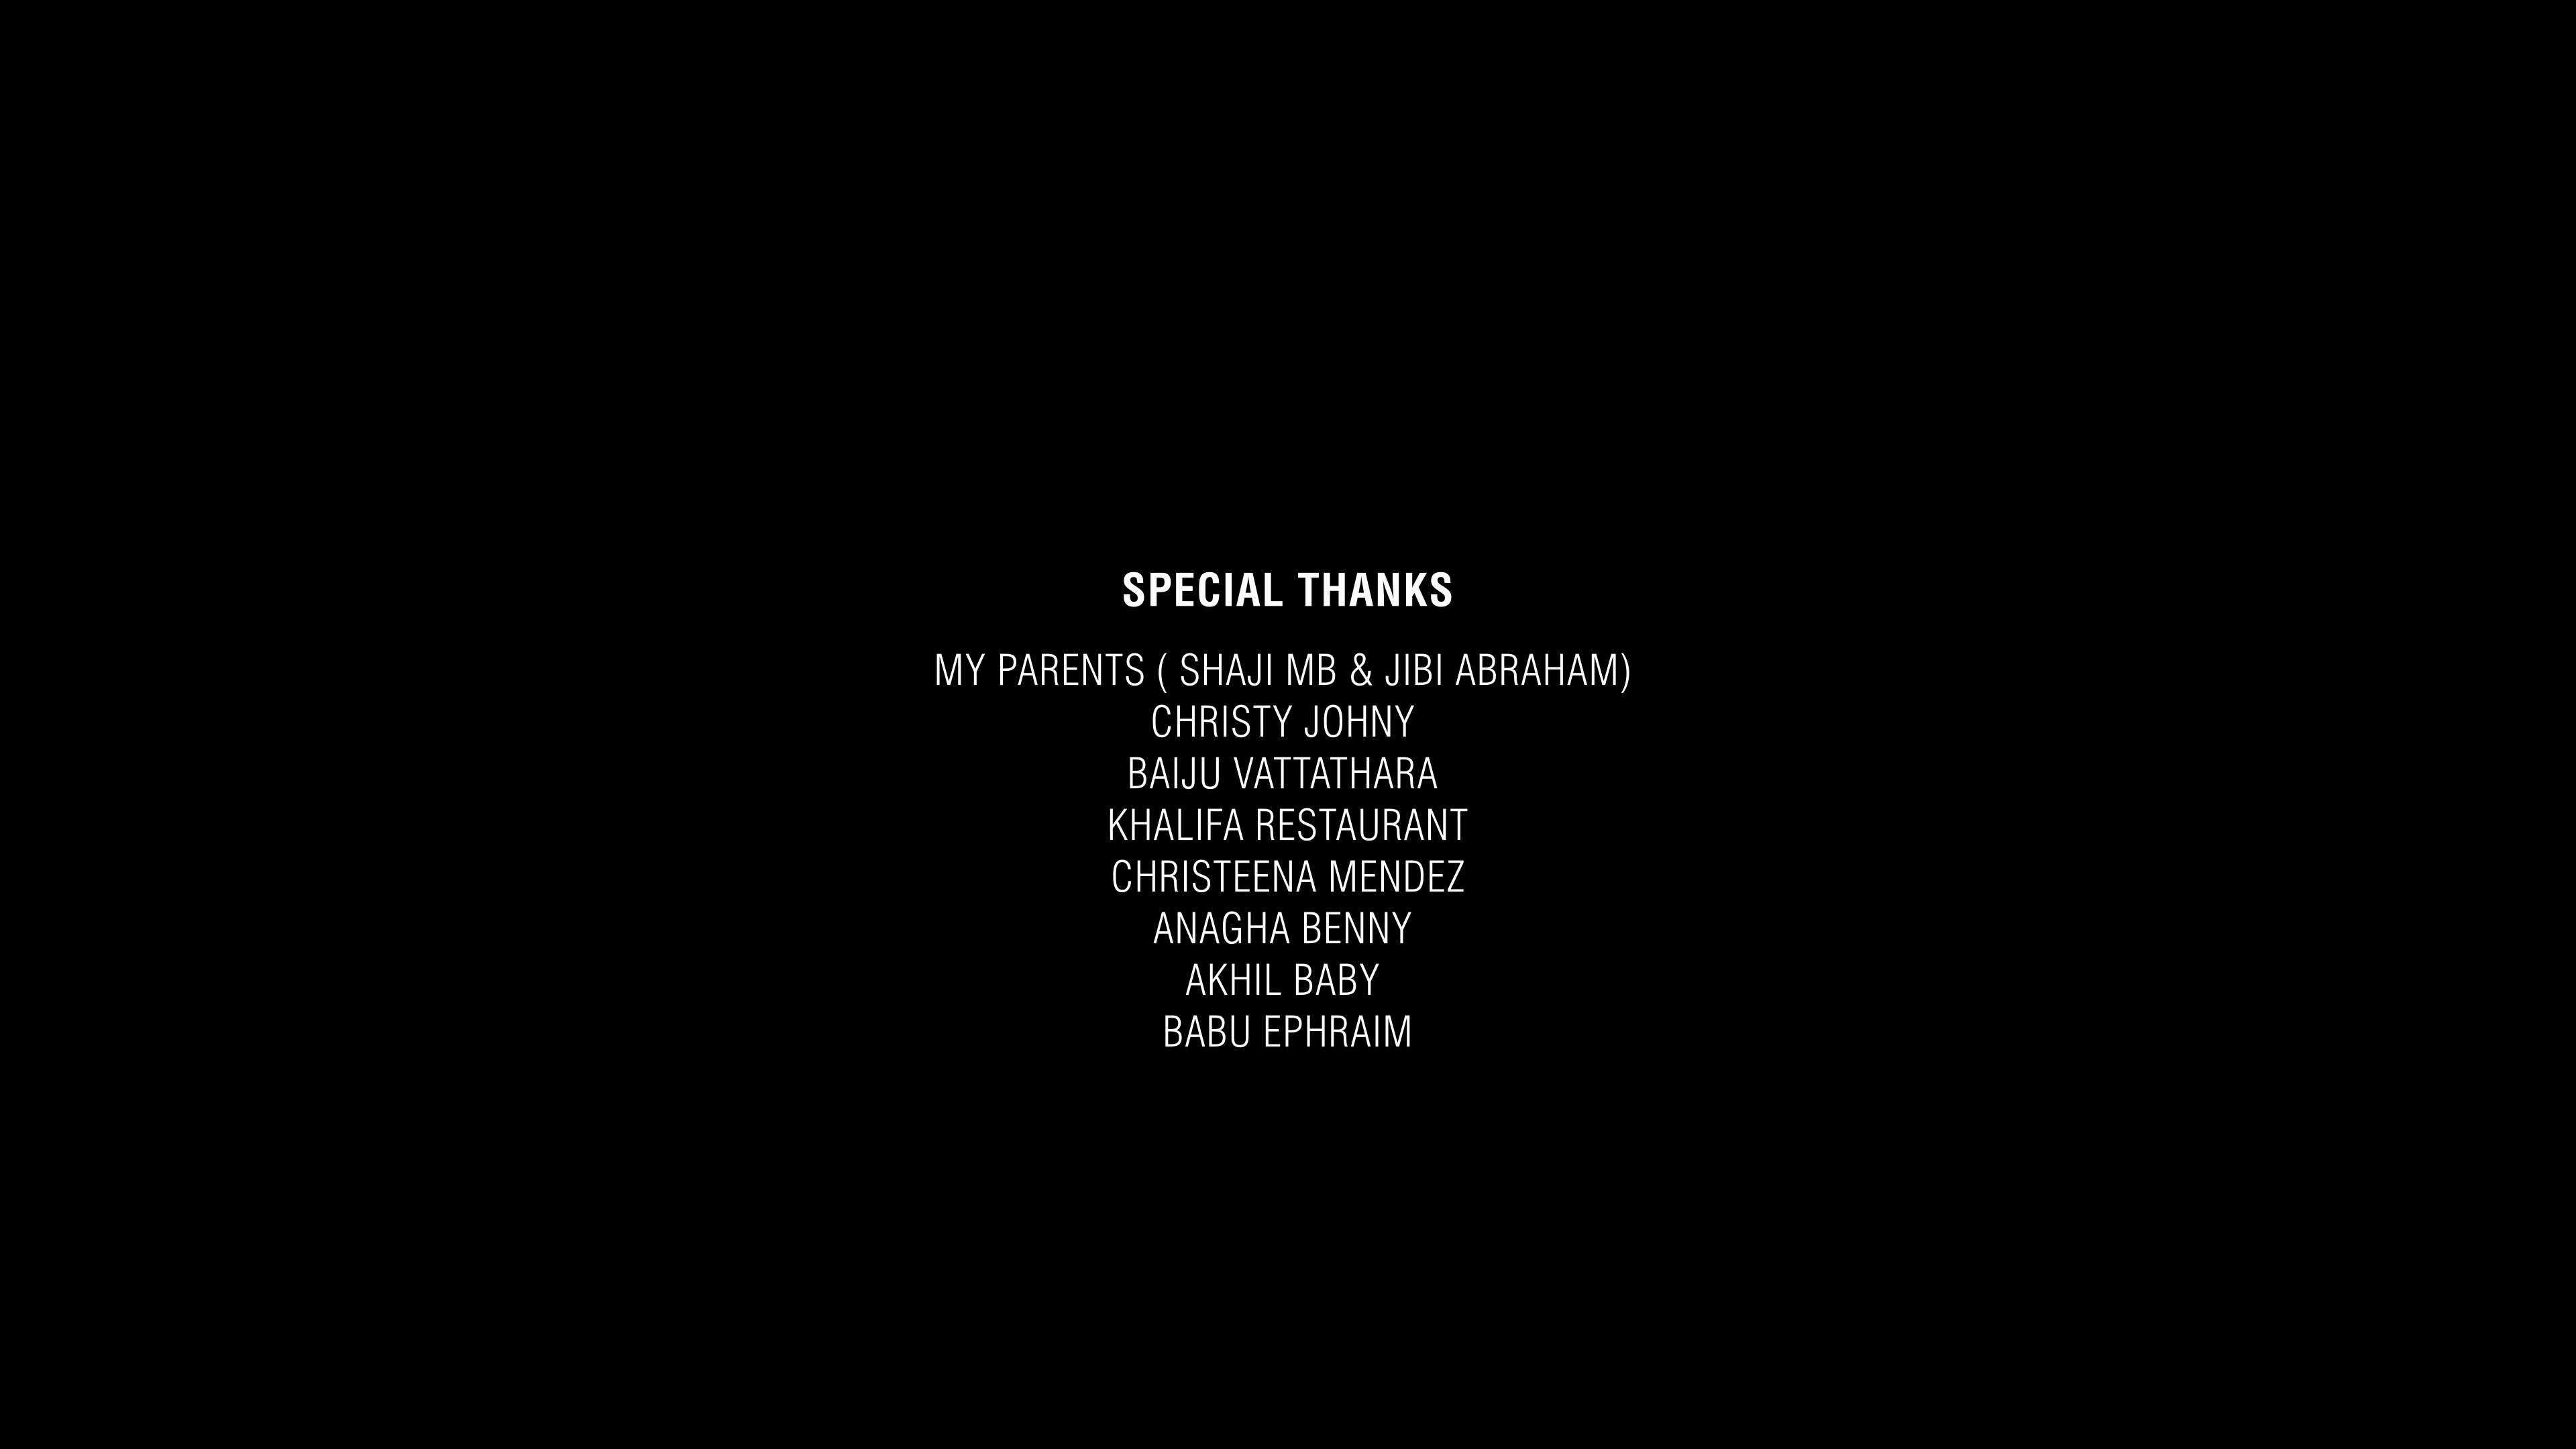 SPECIAL THANKS
MY PARENTS ( SHAJI MB & JIBI ABRAHAM)
CHRISTY JOHNY
BAIJU VATTATHARA
KHALIFA RESTAURANT
CHRISTEENA MENDEZ
ANAGHA BENNY
AKHIL BABY
BABU EPHRAIM